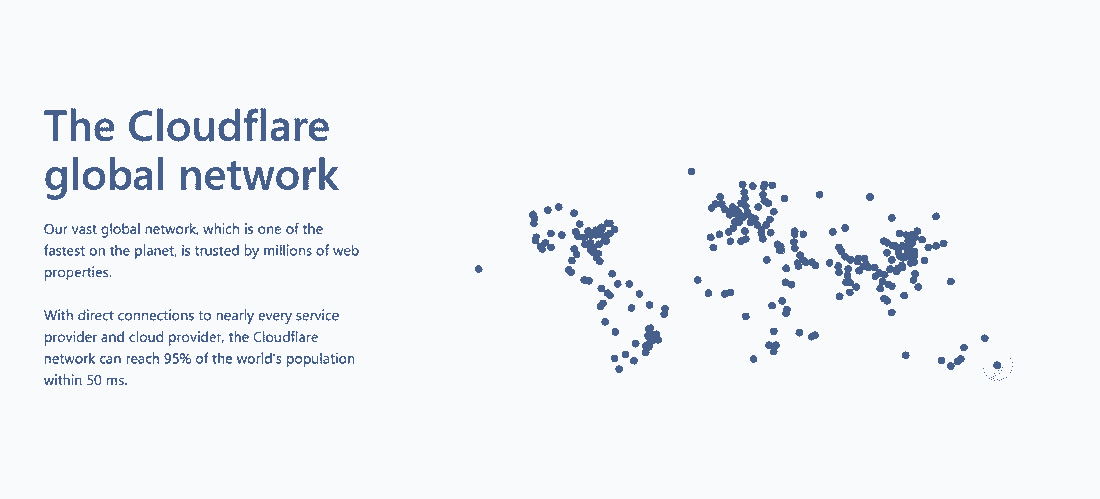 The Cloudflare
global network
Our vast global network, which is one of the
fastest on the planet, is trusted by millions of web
properties.
With direct connections to nearly every service
provider and cloud provider, the Cloudflare
network can reach 95% of the world's population
within 50 ms.